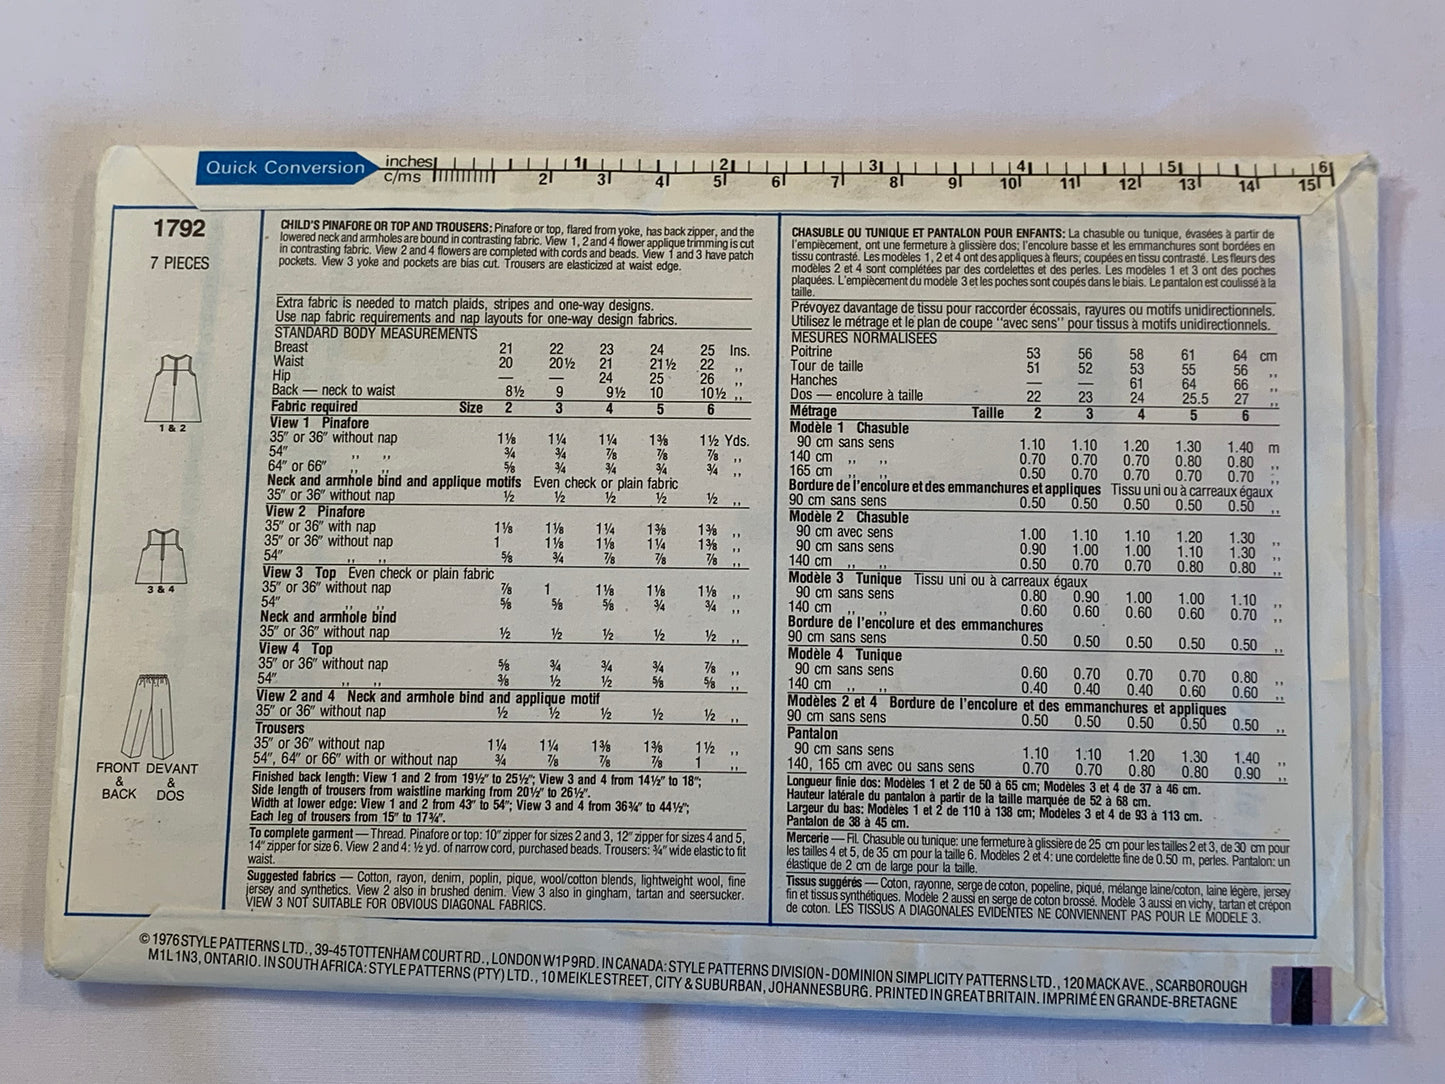 Quick Conversion
inches 1 2 3 4 5 6
c/ms 2 3 4 5 6 7 8 9 10 11 12 13 14 15
1792
7 PIECES
1 & 2
3 & 4
FRONT DEVANT
& &
BACK DOS
CHILD'S PINAFORE OR TOP AND TROUSERS: Pinafore or top, flared from yoke, has back zipper, and the
lowered neck and armholes are bound in contrasting fabric. View 1, 2 and 4 flower applique trimming is cut
in contrasting fabric. View 2 and 4 flowers are completed with cords and beads. View 1 and 3 have patch
pockets. View 3 yoke and pockets are bias cut. Trousers are elasticized at waist edge.
Extra fabric is needed to match plaids, stripes and one-way designs.
Use nap fabric requirements and nap layouts for one-way design fabrics.
STANDARD BODY MEASUREMENTS
Breast 21 22 23 24 25 Ins.
Waist 20 20½ 21 21½ 22 ,,
Hip — — 24 25 26 ,,
Back — neck to waist 8½ 9 9½ 10 10½ ,,
Fabric required Size 2 3 4 5 6
View 1 Pinafore
35" or 36" without nap 1⅛ 1¼ 1¼ 1⅜ 1½ Yds.
54" ,, ,, ¾ ¾ ⅞ ⅞ ⅞ ,,
64" or 66" ,, ,, ⅝ ¾ ¾ ¾ ¾ ,,
Neck and armhole bind and applique motifs Even check or plain fabric
35" or 36" without nap ½ ½ ½ ½ ½ ,,
View 2 Pinafore
35" or 36" with nap 1⅛ 1⅛ 1¼ 1⅜ 1⅜ ,,
35" or 36" without nap 1 1⅛ 1⅛ 1¼ 1⅜ ,,
54" ,, ,, ⅝ ¾ ⅞ ⅞ ⅞ ,,
View 3 Top Even check or plain fabric
35" or 36" without nap ⅞ 1 1⅛ 1⅛ 1⅛ ,,
54" ,, ,, ⅝ ⅝ ⅝ ¾ ¾ ,,
Neck and armhole bind
35" or 36" without nap ½ ½ ½ ½ ½ ,,
View 4 Top
35" or 36" without nap ⅝ ¾ ¾ ¾ ⅞ ,,
54" ,, ,, ⅜ ½ ½ ⅝ ⅝ ,,
View 2 and 4 Neck and armhole bind and applique motif
35" or 36" without nap ½ ½ ½ ½ ½ ,,
Trousers
35" or 36" without nap 1¼ 1¼ 1⅜ 1⅜ 1½ ,,
54", 64" or 66" with or without nap ¾ ⅞ ⅞ ⅞ 1 ,,
Finished back length: View 1 and 2 from 19½" to 25½"; View 3 and 4 from 14½" to 18";
Side length of trousers from waistline marking from 20½" to 26½".
Width at lower edge: View 1 and 2 from 43" to 54"; View 3 and 4 from 36¾" to 44½";
Each leg of trousers from 15" to 17¾".
To complete garment — Thread. Pinafore or top: 10" zipper for sizes 2 and 3, 12" zipper for sizes 4 and 5,
14" zipper for size 6. View 2 and 4: ½ yd. of narrow cord, purchased beads. Trousers: ¾" wide elastic to fit
waist.
Suggested fabrics — Cotton, rayon, denim, poplin, pique, wool/cotton blends, lightweight wool, fine
jersey and synthetics. View 2 also in brushed denim. View 3 also in gingham, tartan and seersucker.
VIEW 3 NOT SUITABLE FOR OBVIOUS DIAGONAL FABRICS.
CHASUBLE OU TUNIQUE ET PANTALON POUR ENFANTS: La chasuble ou tunique, évasées à partir de
l'empiècement, ont une fermeture à glissière dos; l'encolure basse et les emmanchures sont bordées en
tissu contrasté. Les modèles 1, 2 et 4 ont des appliques à fleurs; coupées en tissu contrasté. Les fleurs des
modèles 2 et 4 sont complétées par des cordelettes et des perles. Les modèles 1 et 3 ont des poches
plaquées. L'empiècement du modèle 3 et les poches sont coupés dans le biais. Le pantalon est coulissé à la
taille.
Prévoyez davantage de tissu pour raccorder écossais, rayures ou motifs unidirectionnels.
Utilisez le métrage et le plan de coupe "avec sens" pour tissus à motifs unidirectionnels.
MESURES NORMALISÉES
Poitrine 53 56 58 61 64 cm
Tour de taille 51 52 53 55 56 ,,
Hanches — — 61 64 66 ,,
Dos — encolure à taille 22 23 24 25.5 27 ,,
Métrage Taille 2 3 4 5 6
Modèle 1 Chasuble
90 cm sans sens 1.10 1.10 1.20 1.30 1.40 m
140 cm ,, ,, 0.70 0.70 0.70 0.80 0.80 ,,
165 cm ,, ,, 0.50 0.70 0.70 0.70 0.70 ,,
Bordure de l'encolure et des emmanchures et appliques Tissu uni ou à carreaux égaux
90 cm sans sens 0.50 0.50 0.50 0.50 0.50 ,,
Modèle 2 Chasuble
90 cm avec sens 1.00 1.10 1.10 1.20 1.30 ,,
90 cm sans sens 0.90 1.00 1.00 1.10 1.30 ,,
140 cm ,, ,, 0.50 0.70 0.70 0.80 0.80 ,,
Modèle 3 Tunique Tissu uni ou à carreaux égaux
90 cm sans sens 0.80 0.90 1.00 1.00 1.10 ,,
140 cm ,, ,, 0.60 0.60 0.60 0.60 0.70 ,,
Bordure de l'encolure et des emmanchures
90 cm sans sens 0.50 0.50 0.50 0.50 0.50 ,,
Modèle 4 Tunique
90 cm sans sens 0.60 0.70 0.70 0.70 0.80 ,,
140 cm ,, ,, 0.40 0.40 0.40 0.60 0.60 ,,
Modèles 2 et 4 Bordure de l'encolure et des emmanchures et appliques
90 cm sans sens 0.50 0.50 0.50 0.50 0.50 ,,
Pantalon
90 cm sans sens 1.10 1.10 1.20 1.30 1.40 ,,
140, 165 cm avec ou sans sens 0.70 0.70 0.80 0.80 0.90 ,,
Longueur finie dos: Modèles 1 et 2 de 50 à 65 cm; Modèles 3 et 4 de 37 à 46 cm.
Hauteur latérale du pantalon à partir de la taille marquée de 52 à 68 cm.
Largeur du bas: Modèles 1 et 2 de 110 à 138 cm; Modèles 3 et 4 de 93 à 113 cm.
Pantalon de 38 à 45 cm.
Mercerie — Fil. Chasuble ou tunique: une fermeture à glissière de 25 cm pour les tailles 2 et 3, de 30 cm pour
les tailles 4 et 5, de 35 cm pour la taille 6. Modèles 2 et 4: une cordelette fine de 0.50 m, perles. Pantalon: un
élastique de 2 cm de large pour la taille.
Tissus suggérés — Coton, rayonne, serge de coton, popeline, piqué, mélange laine/coton, laine légère, jersey
fin et tissus synthétiques. Modèle 2 aussi en serge de coton brossé. Modèle 3 aussi en vichy, tartan et crépon
de coton. LES TISSUS A DIAGONALES EVIDENTES NE CONVIENNENT PAS POUR LE MODELE 3.
© 1976 STYLE PATTERNS LTD., 39-45 TOTTENHAM COURT RD., LONDON W1P 9RD. IN CANADA: STYLE PATTERNS DIVISION - DOMINION SIMPLICITY PATTERNS LTD., 120 MACK AVE., SCARBOROUGH
M1L 1N3, ONTARIO. IN SOUTH AFRICA: STYLE PATTERNS (PTY) LTD., 10 MEIKLE STREET, CITY & SUBURBAN, JOHANNESBURG. PRINTED IN GREAT BRITAIN. IMPRIMÉ EN GRANDE-BRETAGNE